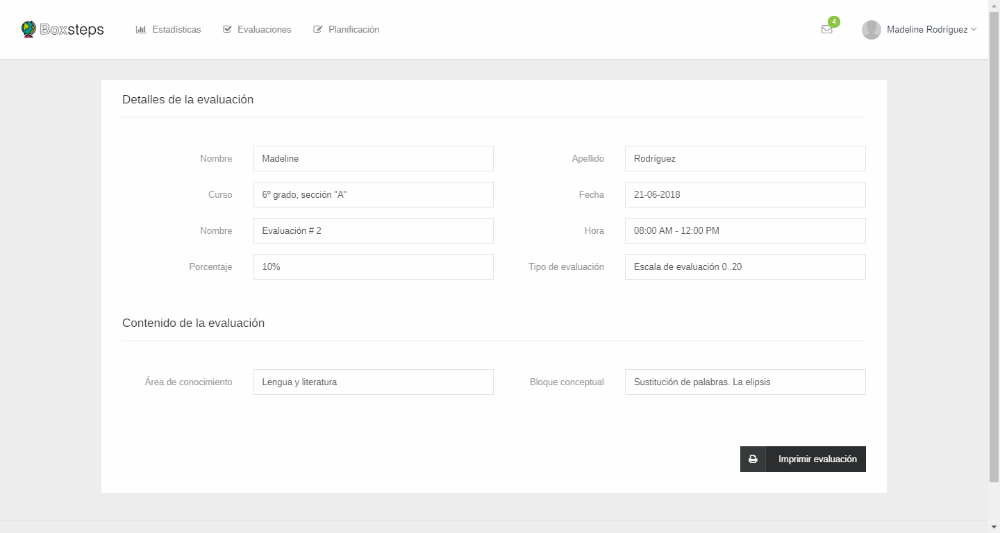 Boxsteps Estadísticas Evaluaciones Planificación 4 Madeline Rodríguez
Detalles de la evaluación
Nombre Madeline Apellido Rodríguez
Curso 6º grado, sección "A" Fecha 21-06-2018
Nombre Evaluación # 2 Hora 08:00 AM - 12:00 PM
Porcentaje 10% Tipo de evaluación Escala de evaluación 0..20
Contenido de la evaluación
Área de conocimiento Lengua y literatura Bloque conceptual Sustitución de palabras. La elipsis
Imprimir evaluación